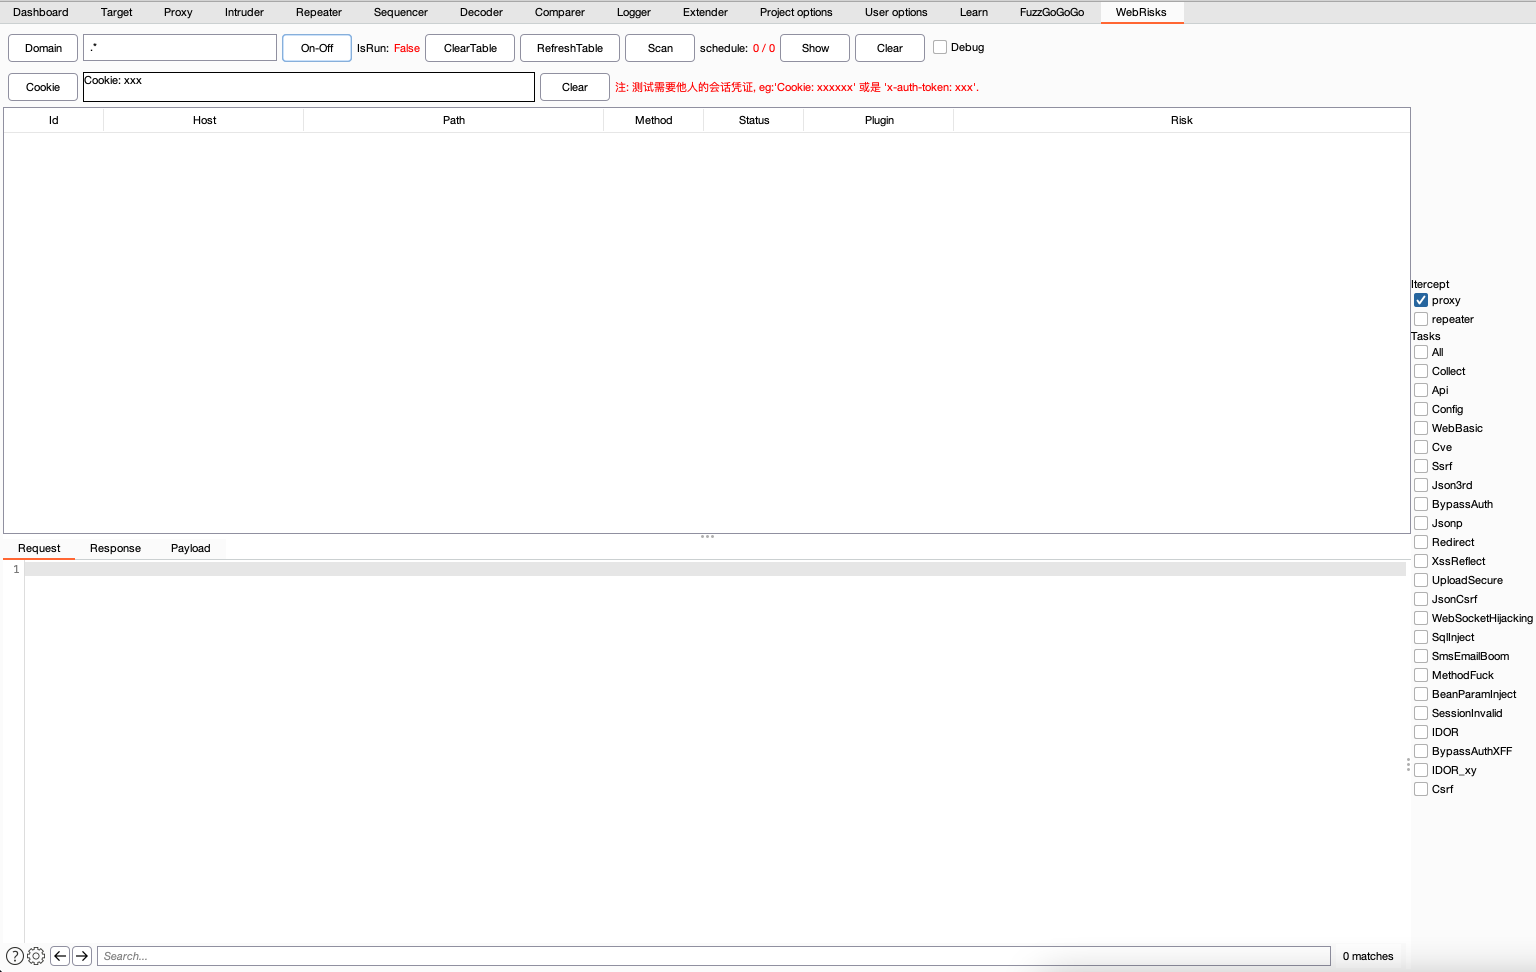 Dashboard Target Proxy Intruder Repeater Sequencer Decoder Comparer Logger Extender Project options User options Learn FuzzGoGoGo WebRisks
Domain .* On-Off IsRun: False ClearTable RefreshTable Scan schedule: 0 / 0 Show Clear Debug
Cookie Cookie: xxx Clear 注: 测试需要他人的会话凭证, eg:'Cookie: xxxxxx' 或是 'x-auth-token: xxx'.
Id Host Path Method Status Plugin Risk
Itercept
proxy
repeater
Tasks
All
Collect
Api
Config
WebBasic
Cve
Ssrf
Json3rd
BypassAuth
Jsonp
Redirect
XssReflect
UploadSecure
JsonCsrf
WebSocketHijacking
SqlInject
SmsEmailBoom
MethodFuck
BeanParamInject
SessionInvalid
IDOR
BypassAuthXFF
IDOR_xy
Csrf
Request Response Payload
1
? Search... 0 matches